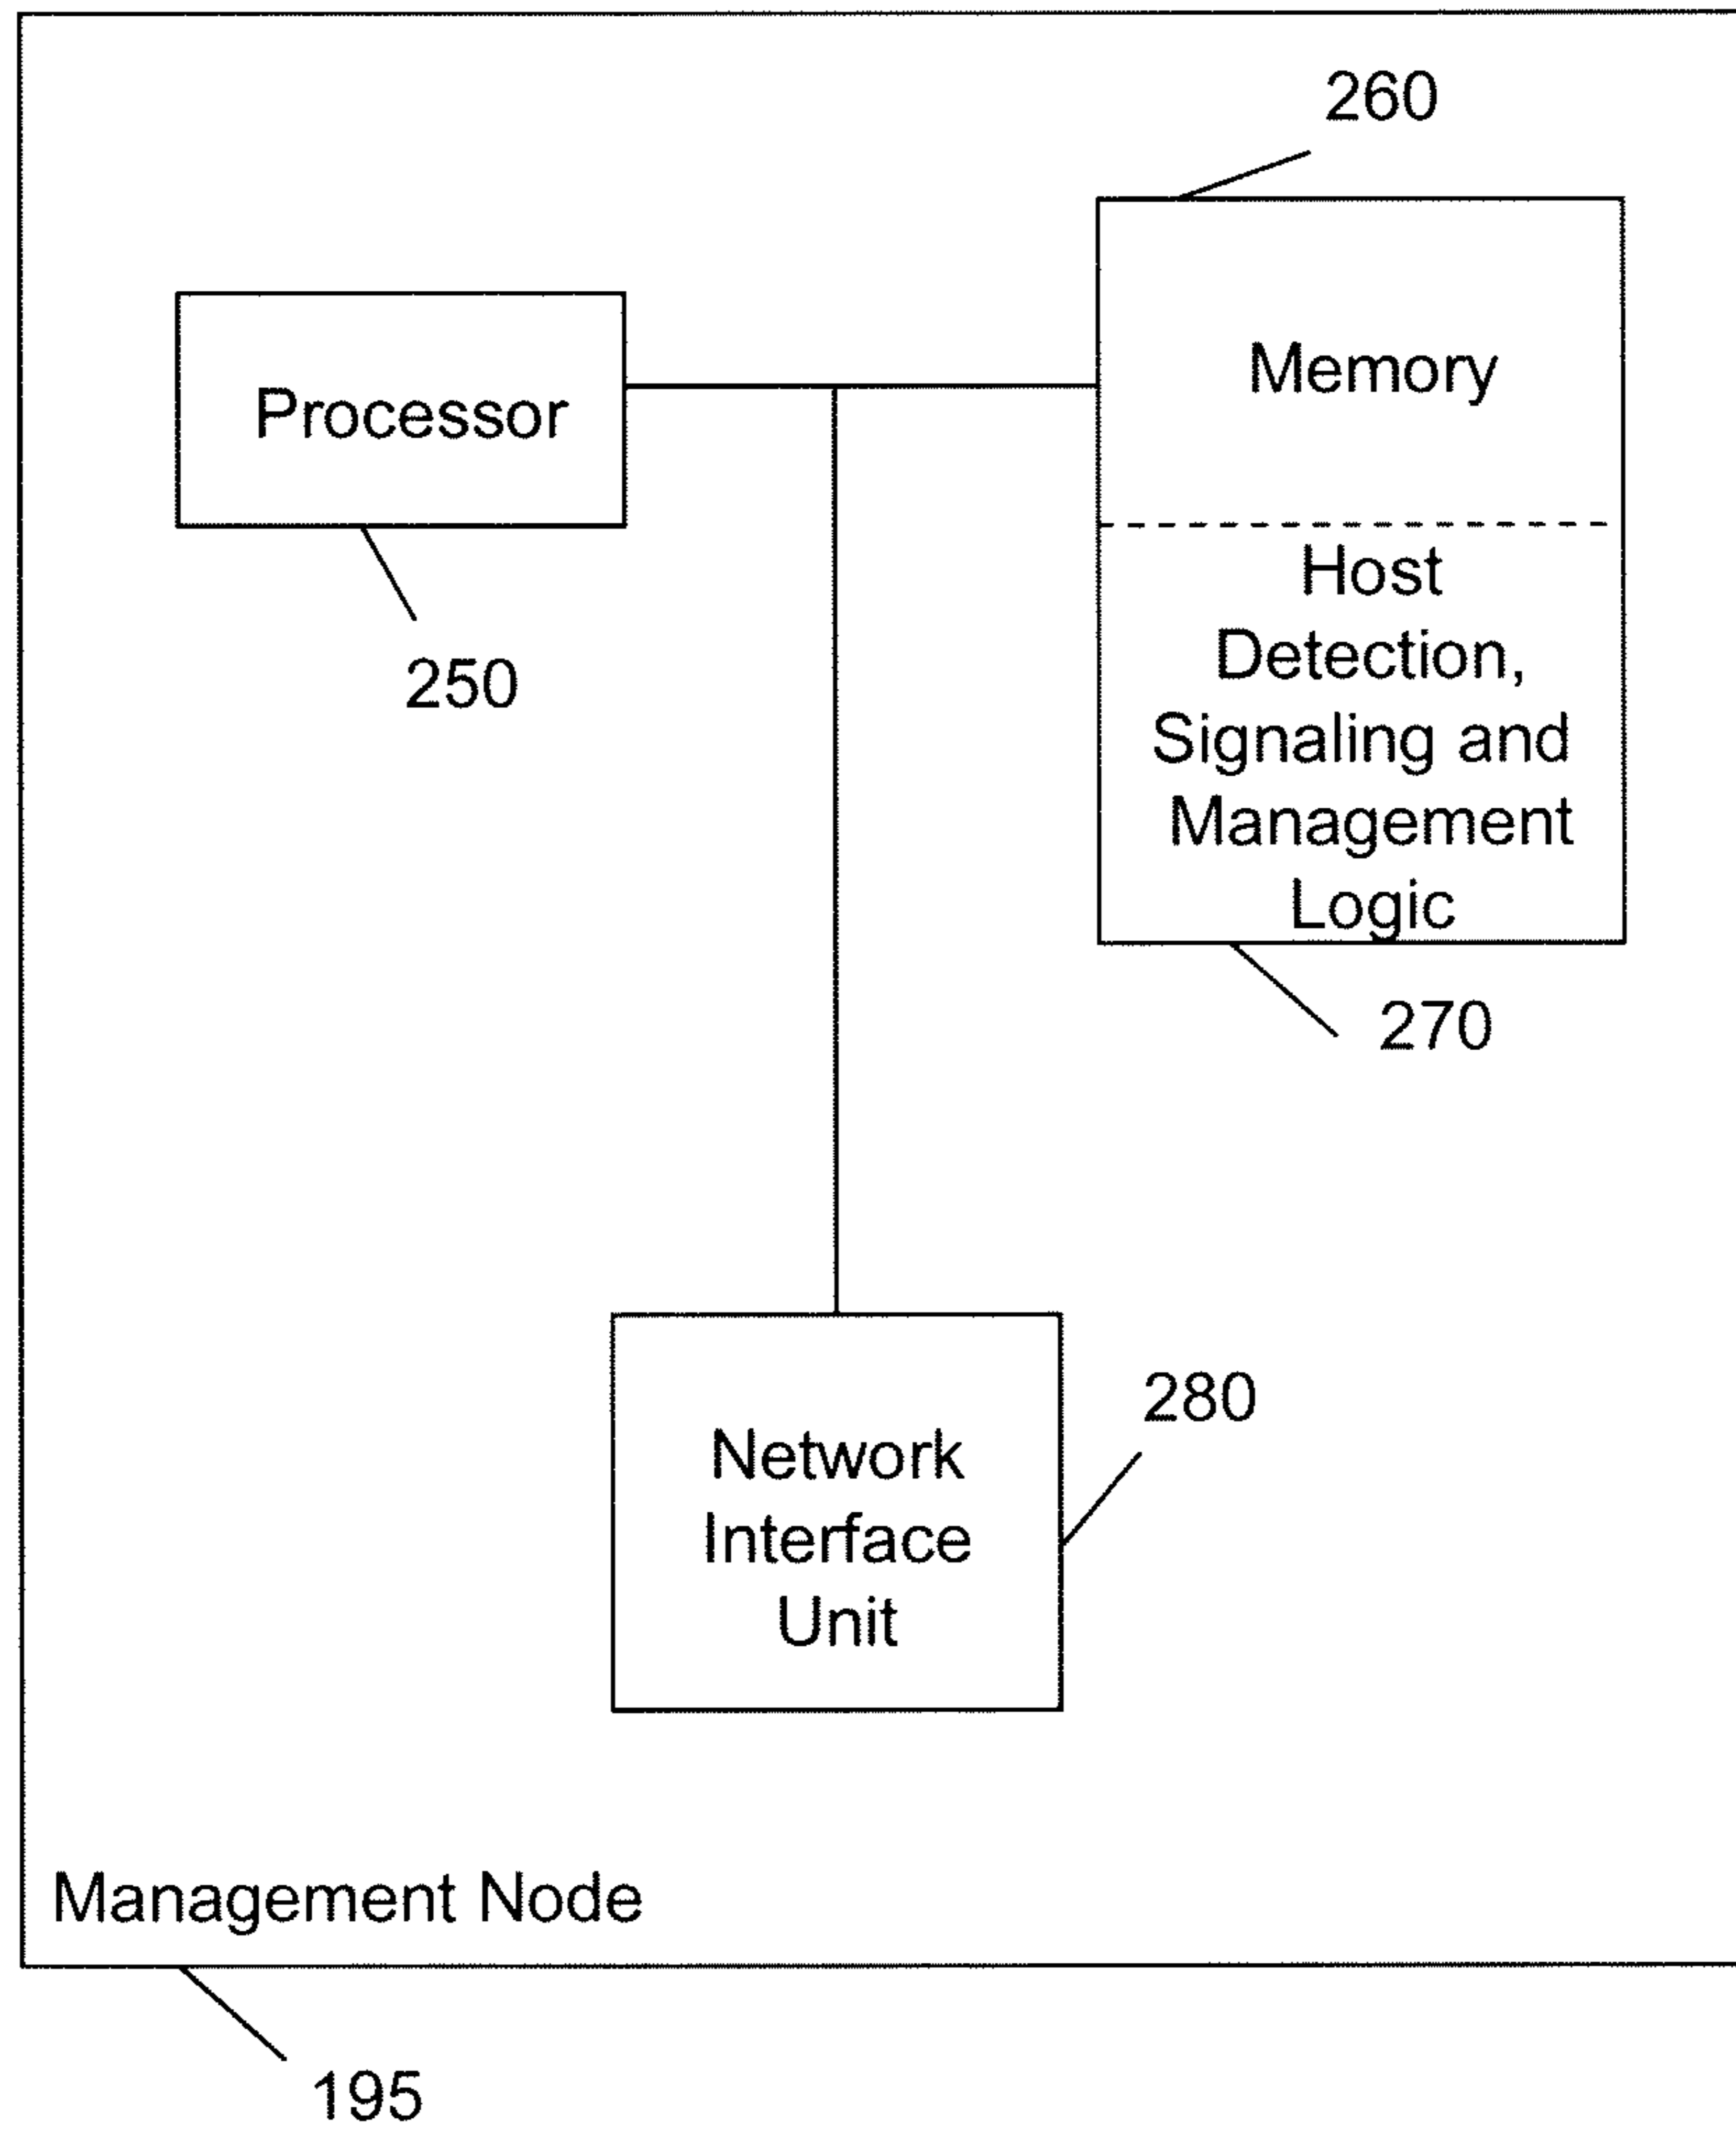 260
Memory
Processor
Host
Detection,
Signaling and
Management
Logic
250
270
280
Network
Interface
Unit
Management Node
195